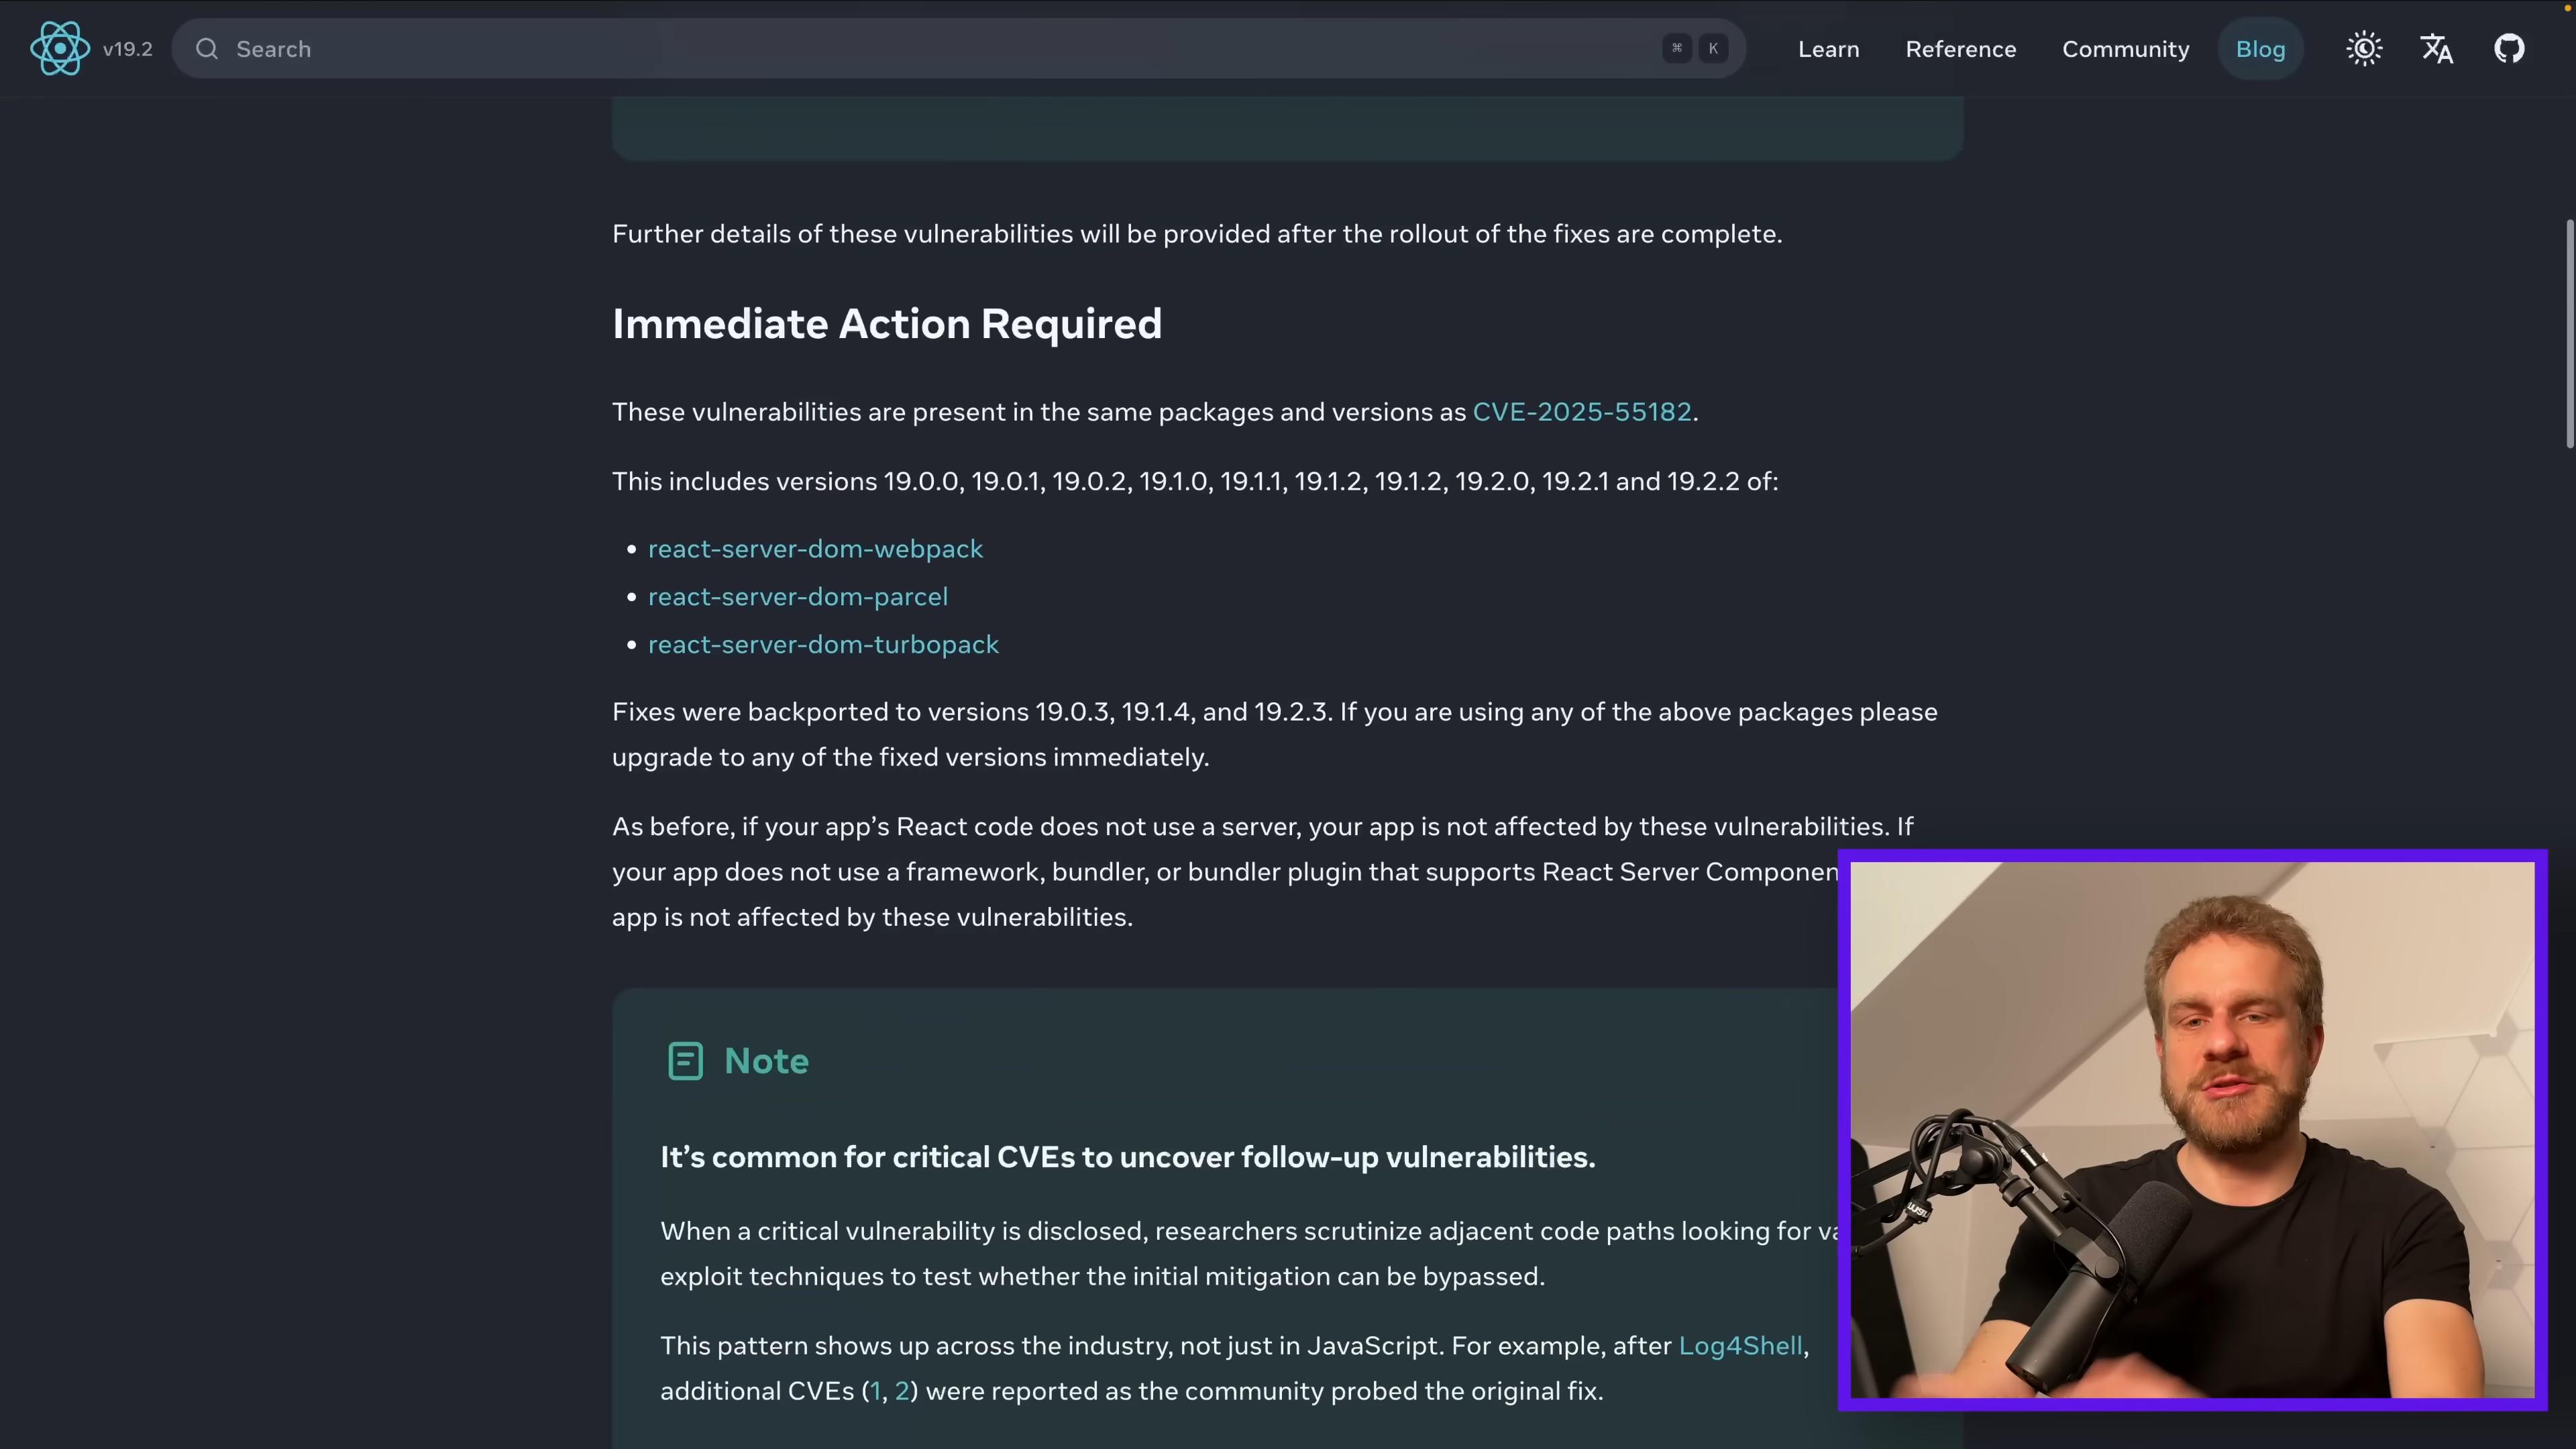 v19.2
Search
⌘ K
Learn
Reference
Community
Blog
Further details of these vulnerabilities will be provided after the rollout of the fixes are complete.
Immediate Action Required
These vulnerabilities are present in the same packages and versions as CVE-2025-55182.
This includes versions 19.0.0, 19.0.1, 19.0.2, 19.1.0, 19.1.1, 19.1.2, 19.1.2, 19.2.0, 19.2.1 and 19.2.2 of:
• react-server-dom-webpack
• react-server-dom-parcel
• react-server-dom-turbopack
Fixes were backported to versions 19.0.3, 19.1.4, and 19.2.3. If you are using any of the above packages please
upgrade to any of the fixed versions immediately.
As before, if your app’s React code does not use a server, your app is not affected by these vulnerabilities. If
your app does not use a framework, bundler, or bundler plugin that supports React Server Componen
app is not affected by these vulnerabilities.
Note
It’s common for critical CVEs to uncover follow-up vulnerabilities.
When a critical vulnerability is disclosed, researchers scrutinize adjacent code paths looking for va
exploit techniques to test whether the initial mitigation can be bypassed.
This pattern shows up across the industry, not just in JavaScript. For example, after Log4Shell,
additional CVEs (1, 2) were reported as the community probed the original fix.